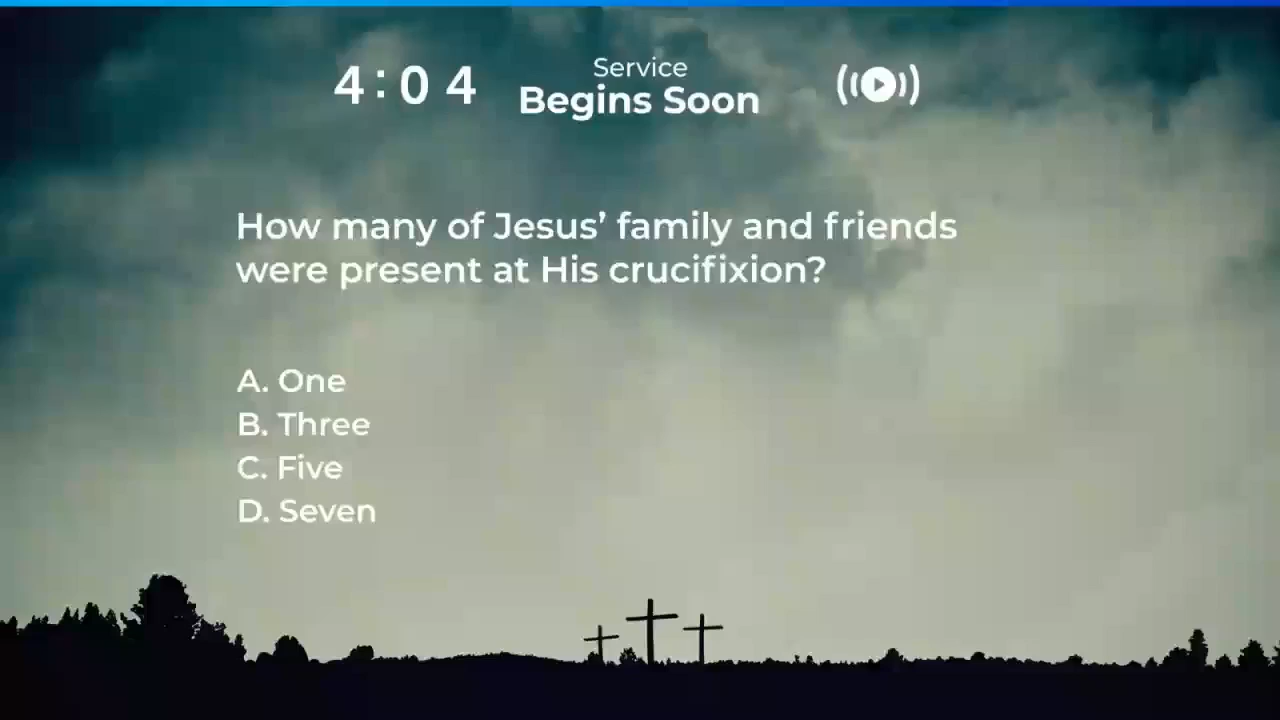 4:04
Service
Begins Soon
How many of Jesus’ family and friends
were present at His crucifixion?
A. One
B. Three
C. Five
D. Seven